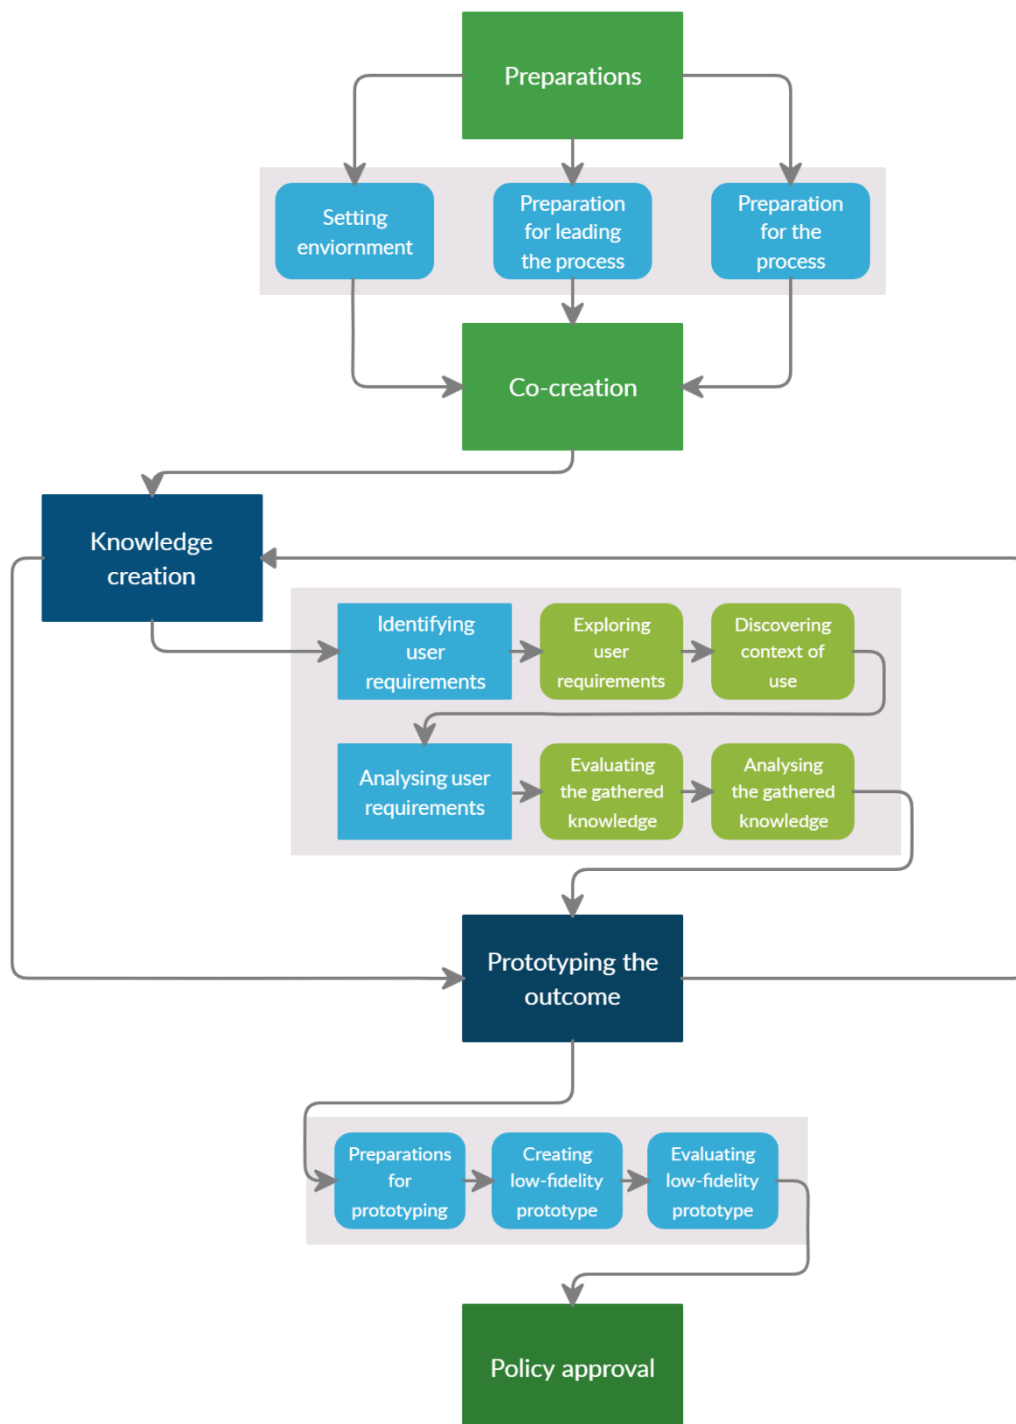 Preparations
Setting
enviornment
Preparation
for leading
the process
Preparation
for the
process
Co-creation
Knowledge
creation
Identifying
user
requirements
Exploring
user
requirements
Discovering
context of
use
Analysing user
requirements
Evaluating
the gathered
knowledge
Analysing
the gathered
knowledge
Prototyping the
outcome
Preparations
for
prototyping
Creating
low-fidelity
prototype
Evaluating
low-fidelity
prototype
Policy approval